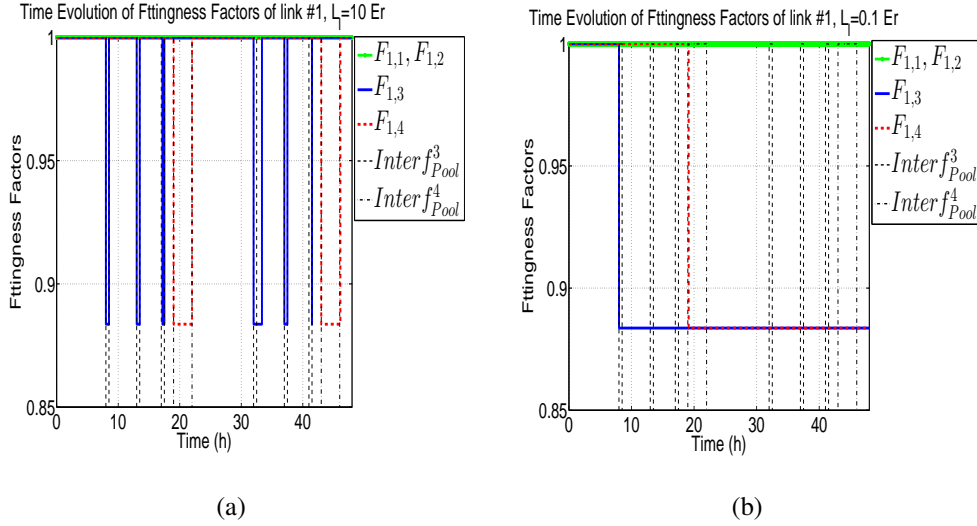 Time Evolution of Fttingness Factors of link #1, L_l=10 Er
1
0.95
0.9
0.85
0 10 20 30 40
Fttingness Factors
Time (h)
F_{1,1}, F_{1,2}
F_{1,3}
F_{1,4}
Interf^3_{Pool}
Interf^4_{Pool}
(a)
Time Evolution of Fttingness Factors of link #1, L_l=0.1 Er
1
0.95
0.9
0.85
0 10 20 30 40
Fttingness Factors
Time (h)
F_{1,1}, F_{1,2}
F_{1,3}
F_{1,4}
Interf^3_{Pool}
Interf^4_{Pool}
(b)